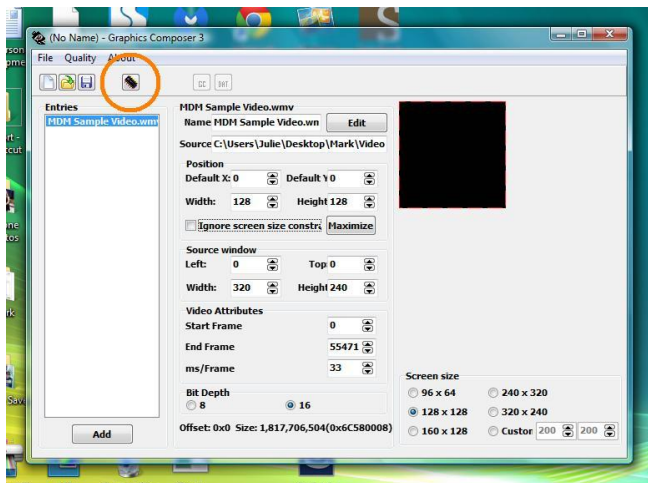 (No Name) - Graphics Composer 3
File Quality About
CC BAT
Entries
MDM Sample Video.wm
Add
MDM Sample Video.wmv
Name MDM Sample Video.wn Edit
Source C:\Users\Julie\Desktop\Mark\Video
Position
Default X: 0 Default Y 0
Width: 128 Height 128
Ignore screen size constra Maximize
Source window
Left: 0 Top: 0
Width: 320 Height 240
Video Attributes
Start Frame 0
End Frame 55471
ms/Frame 33
Bit Depth
8 16
Offset: 0x0 Size: 1,817,706,504(0x6C580008)
Screen size
96 x 64 240 x 320
128 x 128 320 x 240
160 x 128 Custor 200 200